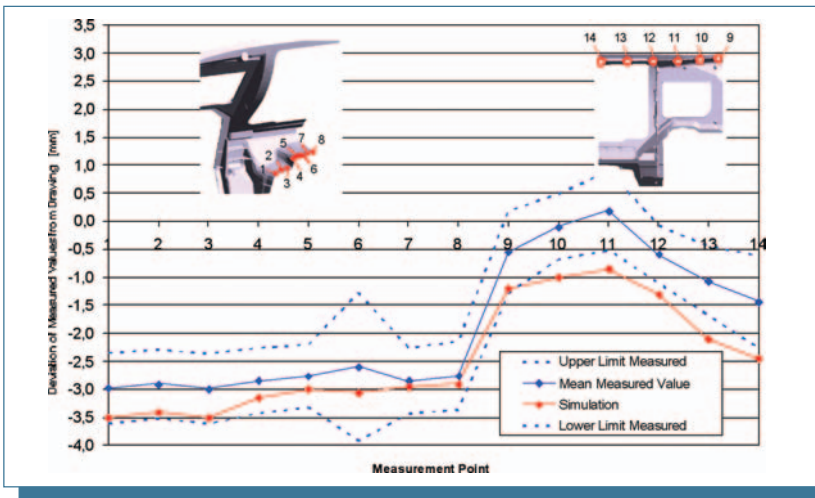 3,5
3,0
2,5
2,0
1,5
1,0
0,5
0,0
-0,5
-1,0
-1,5
-2,0
-2,5
-3,0
-3,5
-4,0
Deviation of Measured Values from Drawing [mm]
1 2 3 4 5 6 7 8
14 13 12 11 10 9
1 2 3 4 5 6 7 8 9 10 11 12 13 14
Upper Limit Measured
Mean Measured Value
Simulation
Lower Limit Measured
Measurement Point